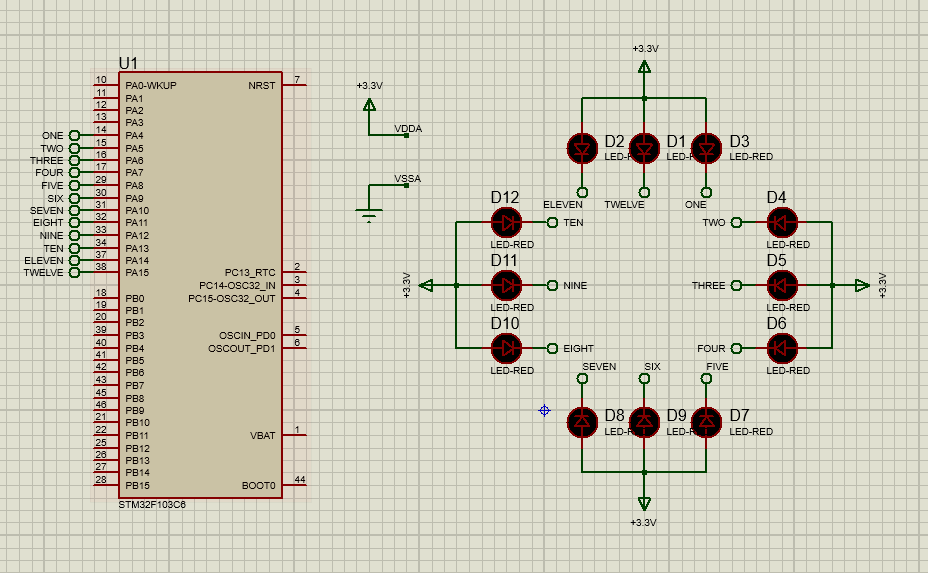 U1
10 PA0-WKUP NRST 7
11 PA1
12 PA2
13 PA3
ONE 14 PA4
TWO 15 PA5
THREE 16 PA6
FOUR 17 PA7
FIVE 29 PA8
SIX 30 PA9
SEVEN 31 PA10
EIGHT 32 PA11
NINE 33 PA12
TEN 34 PA13
ELEVEN 37 PA14
TWELVE 38 PA15
PC13_RTC 2
PC14-OSC32_IN 3
18 PB0 PC15-OSC32_OUT 4
19 PB1
20 PB2
39 PB3 OSCIN_PD0 5
40 PB4 OSCOUT_PD1 6
41 PB5
42 PB6
43 PB7
45 PB8
46 PB9
21 PB10
22 PB11 VBAT 1
25 PB12
26 PB13
27 PB14
28 PB15 BOOT0 44
STM32F103C6
+3.3V
VDDA
VSSA
+3.3V
D2 D1 D3
LED-R LED-R LED-RED
ELEVEN TWELVE ONE
D12
TEN
LED-RED
D11
NINE
LED-RED
D10
EIGHT
LED-RED
+3.3V
D4
TWO
LED-RED
D5
THREE
LED-RED
D6
FOUR
LED-RED
+3.3V
SEVEN SIX FIVE
D8 D9 D7
LED-R LED-R LED-RED
+3.3V